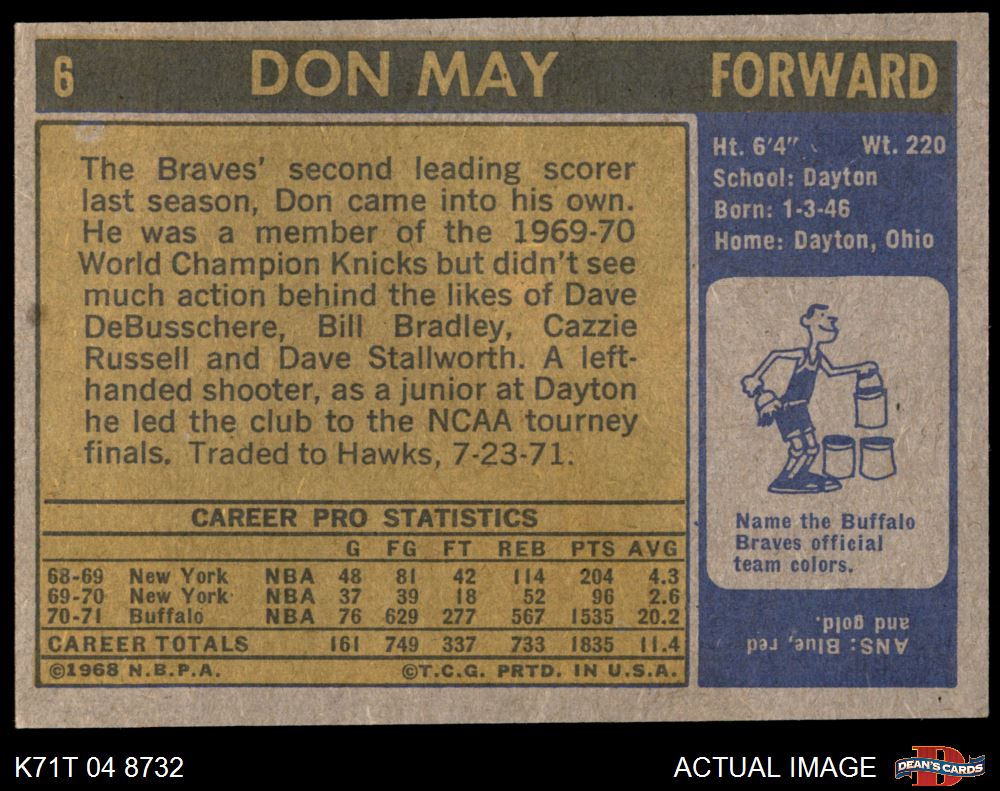 6 DON MAY FORWARD
The Braves' second leading scorer
last season, Don came into his own.
He was a member of the 1969-70
World Champion Knicks but didn't see
much action behind the likes of Dave
DeBusschere, Bill Bradley, Cazzie
Russell and Dave Stallworth. A left-
handed shooter, as a junior at Dayton
he led the club to the NCAA tourney
finals. Traded to Hawks, 7-23-71.
CAREER PRO STATISTICS
G FG FT REB PTS AVG
68-69 New York NBA 48 81 42 114 204 4.3
69-70 New York NBA 37 39 18 52 96 2.6
70-71 Buffalo NBA 76 629 277 567 1535 20.2
CAREER TOTALS 161 749 337 733 1835 11.4
©1968 N.B.P.A. ©T.C.G. PRTD. IN U.S.A.
Ht. 6'4" Wt. 220
School: Dayton
Born: 1-3-46
Home: Dayton, Ohio
Name the Buffalo
Braves official
team colors.
ANS: Blue, red
and gold.
K71T 04 8732
ACTUAL IMAGE
DEAN'S CARDS